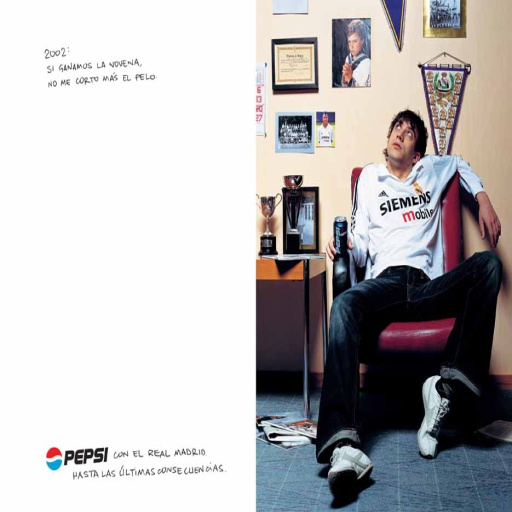 2002:
SI GANAMOS LA NOVENA,
NO ME CORTO MÁS EL PELO.
SIEMENS
mobile
PEPSI CON EL REAL MADRID.
HASTA LAS ÚLTIMAS CONSECUENCIAS.